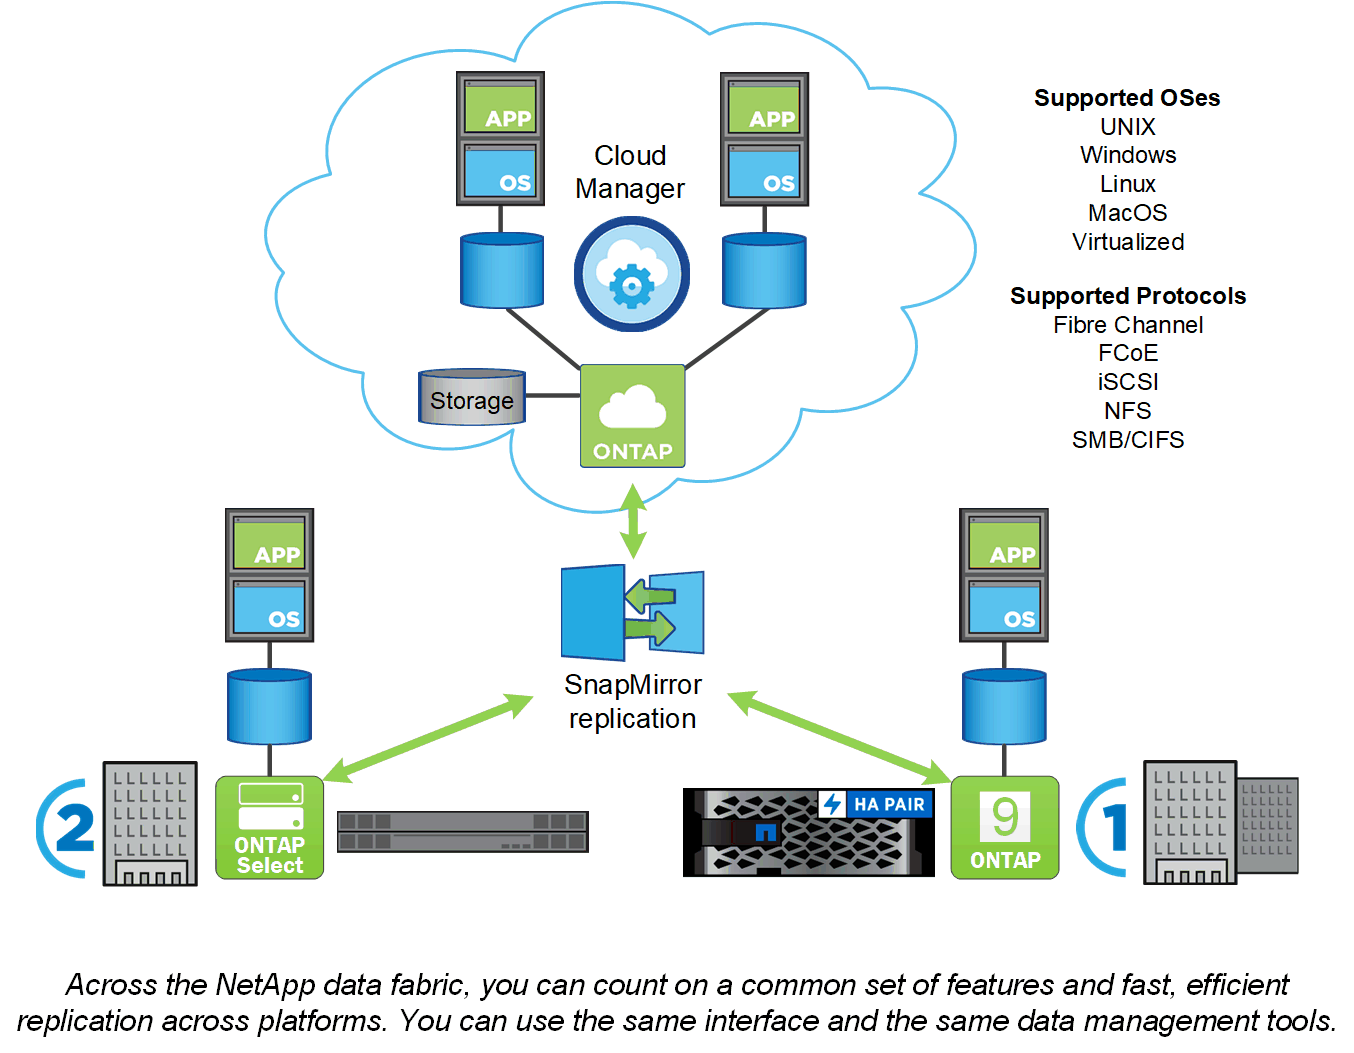 APP
OS
APP
OS
Cloud
Manager
Storage
ONTAP
Supported OSes
UNIX
Windows
Linux
MacOS
Virtualized
Supported Protocols
Fibre Channel
FCoE
iSCSI
NFS
SMB/CIFS
APP
OS
SnapMirror
replication
APP
OS
2
ONTAP
Select
HA PAIR
9
ONTAP
1
Across the NetApp data fabric, you can count on a common set of features and fast, efficient
replication across platforms. You can use the same interface and the same data management tools.